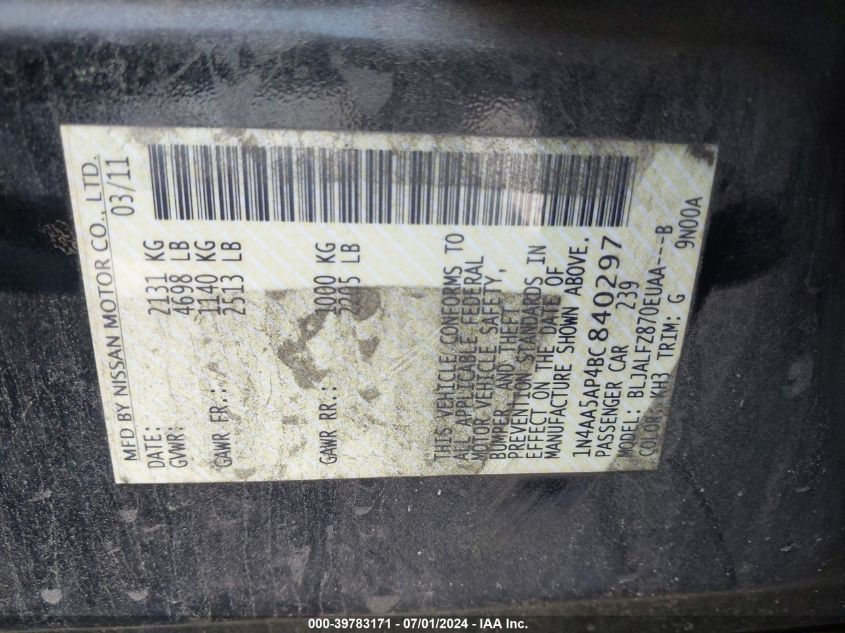 MFD BY NISSAN MOTOR CO., LTD.
03/11
DATE:
GVWR: 2131 KG
4698 LB
GAWR FR.: 1140 KG
2513 LB
GAWR RR.: 1000 KG
LB
THIS VEHICLE CONFORMS TO
ALL APPLICABLE FEDERAL
MOTOR VEHICLE SAFETY,
BUMPER AND THEFT
PREVENTION STANDARDS IN
EFFECT ON THE DATE OF
MANUFACTURE SHOWN ABOVE.
1N4AA5AP4BC840297
PASSENGER CAR 239
MODEL: BLJALFZ870EUAA---B
COLOR: KH3 TRIM: G 9N00A
000-39783171 - 07/01/2024 - IAA Inc.